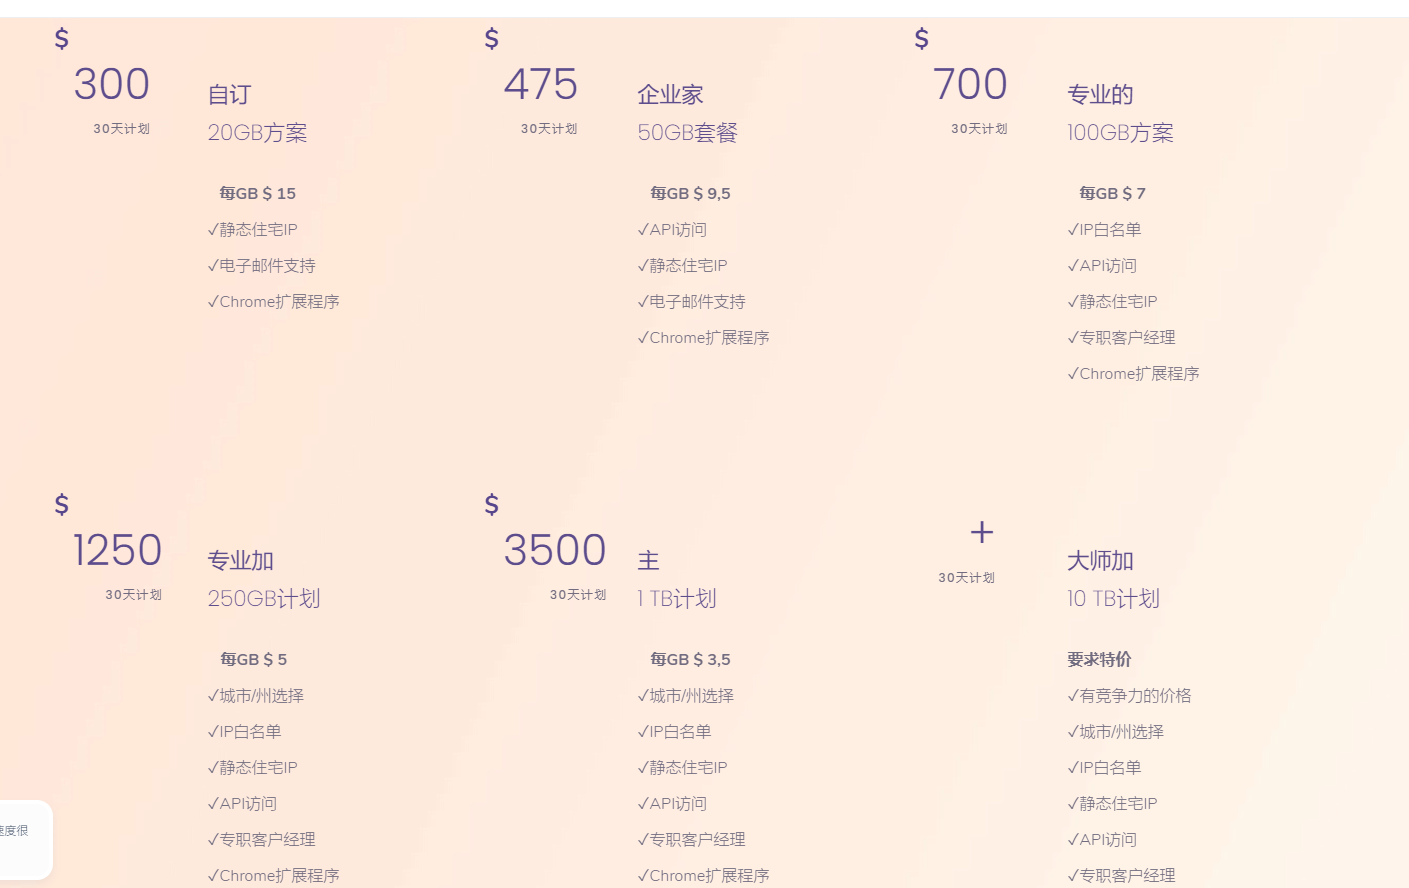 $
300
30天计划
自订
20GB方案
每GB $ 15
✓静态住宅IP
✓电子邮件支持
✓Chrome扩展程序
$
475
30天计划
企业家
50GB套餐
每GB $ 9,5
✓API访问
✓静态住宅IP
✓电子邮件支持
✓Chrome扩展程序
$
700
30天计划
专业的
100GB方案
每GB $ 7
✓IP白名单
✓API访问
✓静态住宅IP
✓专职客户经理
✓Chrome扩展程序
$
1250
30天计划
专业加
250GB计划
每GB $ 5
✓城市/州选择
✓IP白名单
✓静态住宅IP
✓API访问
✓专职客户经理
✓Chrome扩展程序
$
3500
30天计划
主
1 TB计划
每GB $ 3,5
✓城市/州选择
✓IP白名单
✓静态住宅IP
✓API访问
✓专职客户经理
✓Chrome扩展程序
+
30天计划
大师加
10 TB计划
要求特价
✓有竞争力的价格
✓城市/州选择
✓IP白名单
✓静态住宅IP
✓API访问
✓专职客户经理
速度很